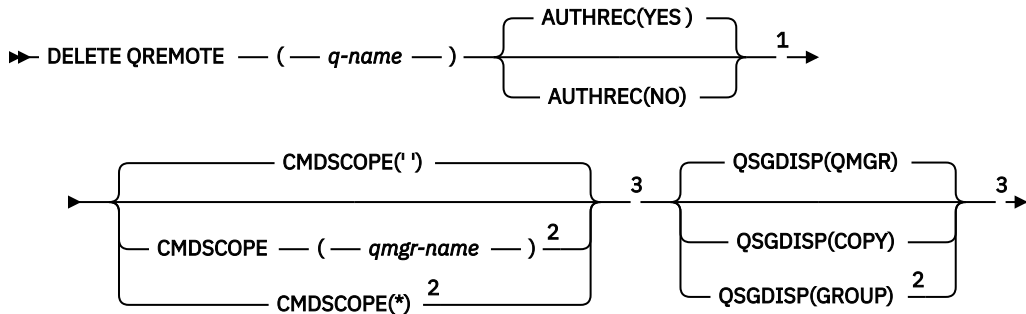 AUTHREC(YES )
DELETE QREMOTE ( q-name ) 1
AUTHREC(NO)
CMDSCOPE(' ') QSGDISP(QMGR)
3 3
CMDSCOPE ( qmgr-name ) 2 QSGDISP(COPY)
CMDSCOPE(*) 2 QSGDISP(GROUP) 2